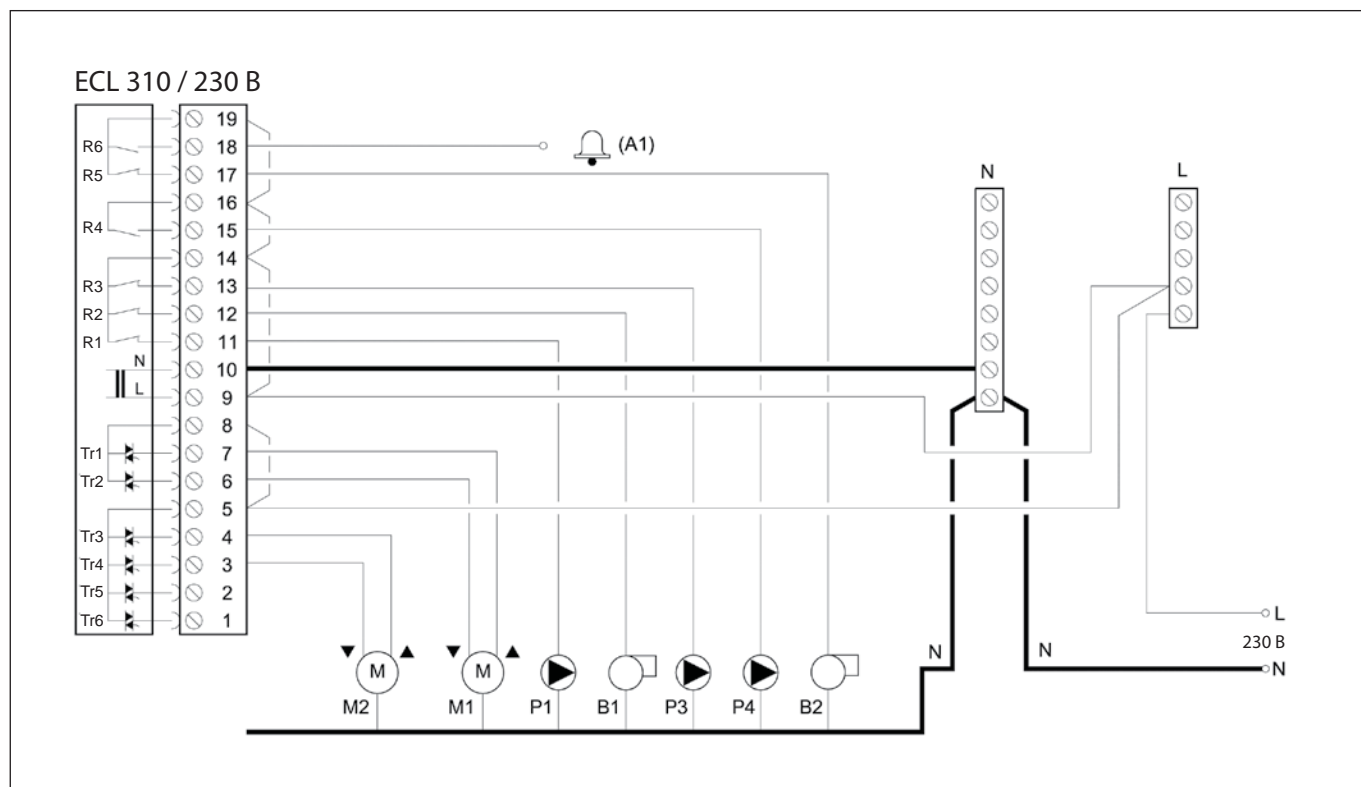 ECL 310 / 230 B
19
R6 18 (A1)
R5 17
N L
16
R4 15
14
R3 13
R2 12
R1 11
N 10
L 9
8
Tr1 7
Tr2 6
5
Tr3 4
Tr4 3
Tr5 2
Tr6 1
L
230 B
N N N
M M
M2 M1 P1 B1 P3 P4 B2